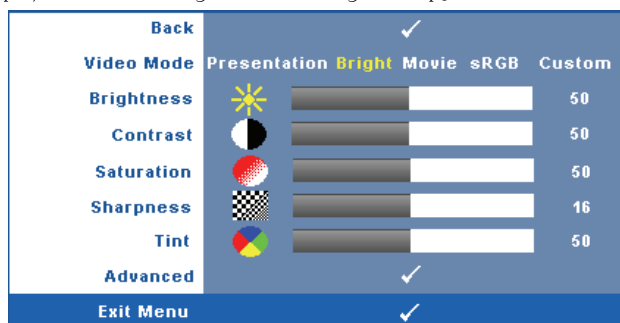 Back
Video Mode Presentation Bright Movie sRGB Custom
Brightness 50
Contrast 50
Saturation 50
Sharpness 16
Tint 50
Advanced
Exit Menu